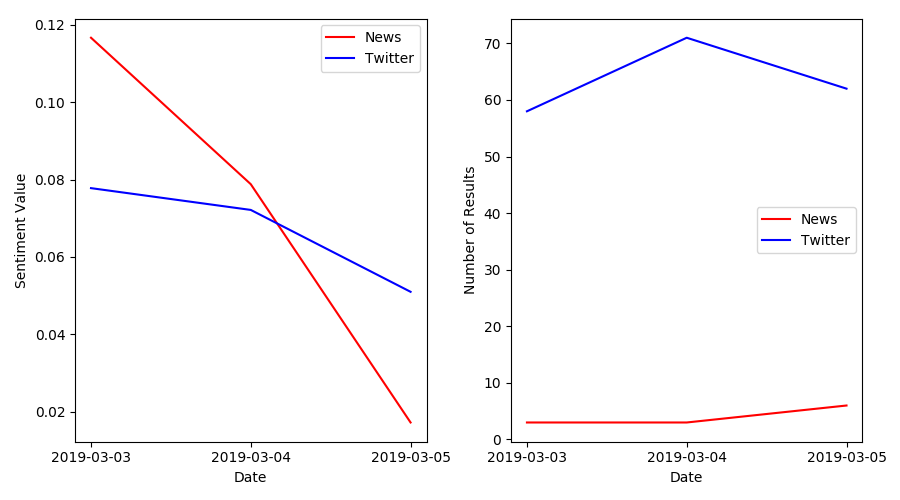 0.12
0.10
0.08
0.06
0.04
0.02
Sentiment Value
News
Twitter
2019-03-03 2019-03-04 2019-03-05
Date
70
60
50
40
30
20
10
0
Number of Results
News
Twitter
2019-03-03 2019-03-04 2019-03-05
Date